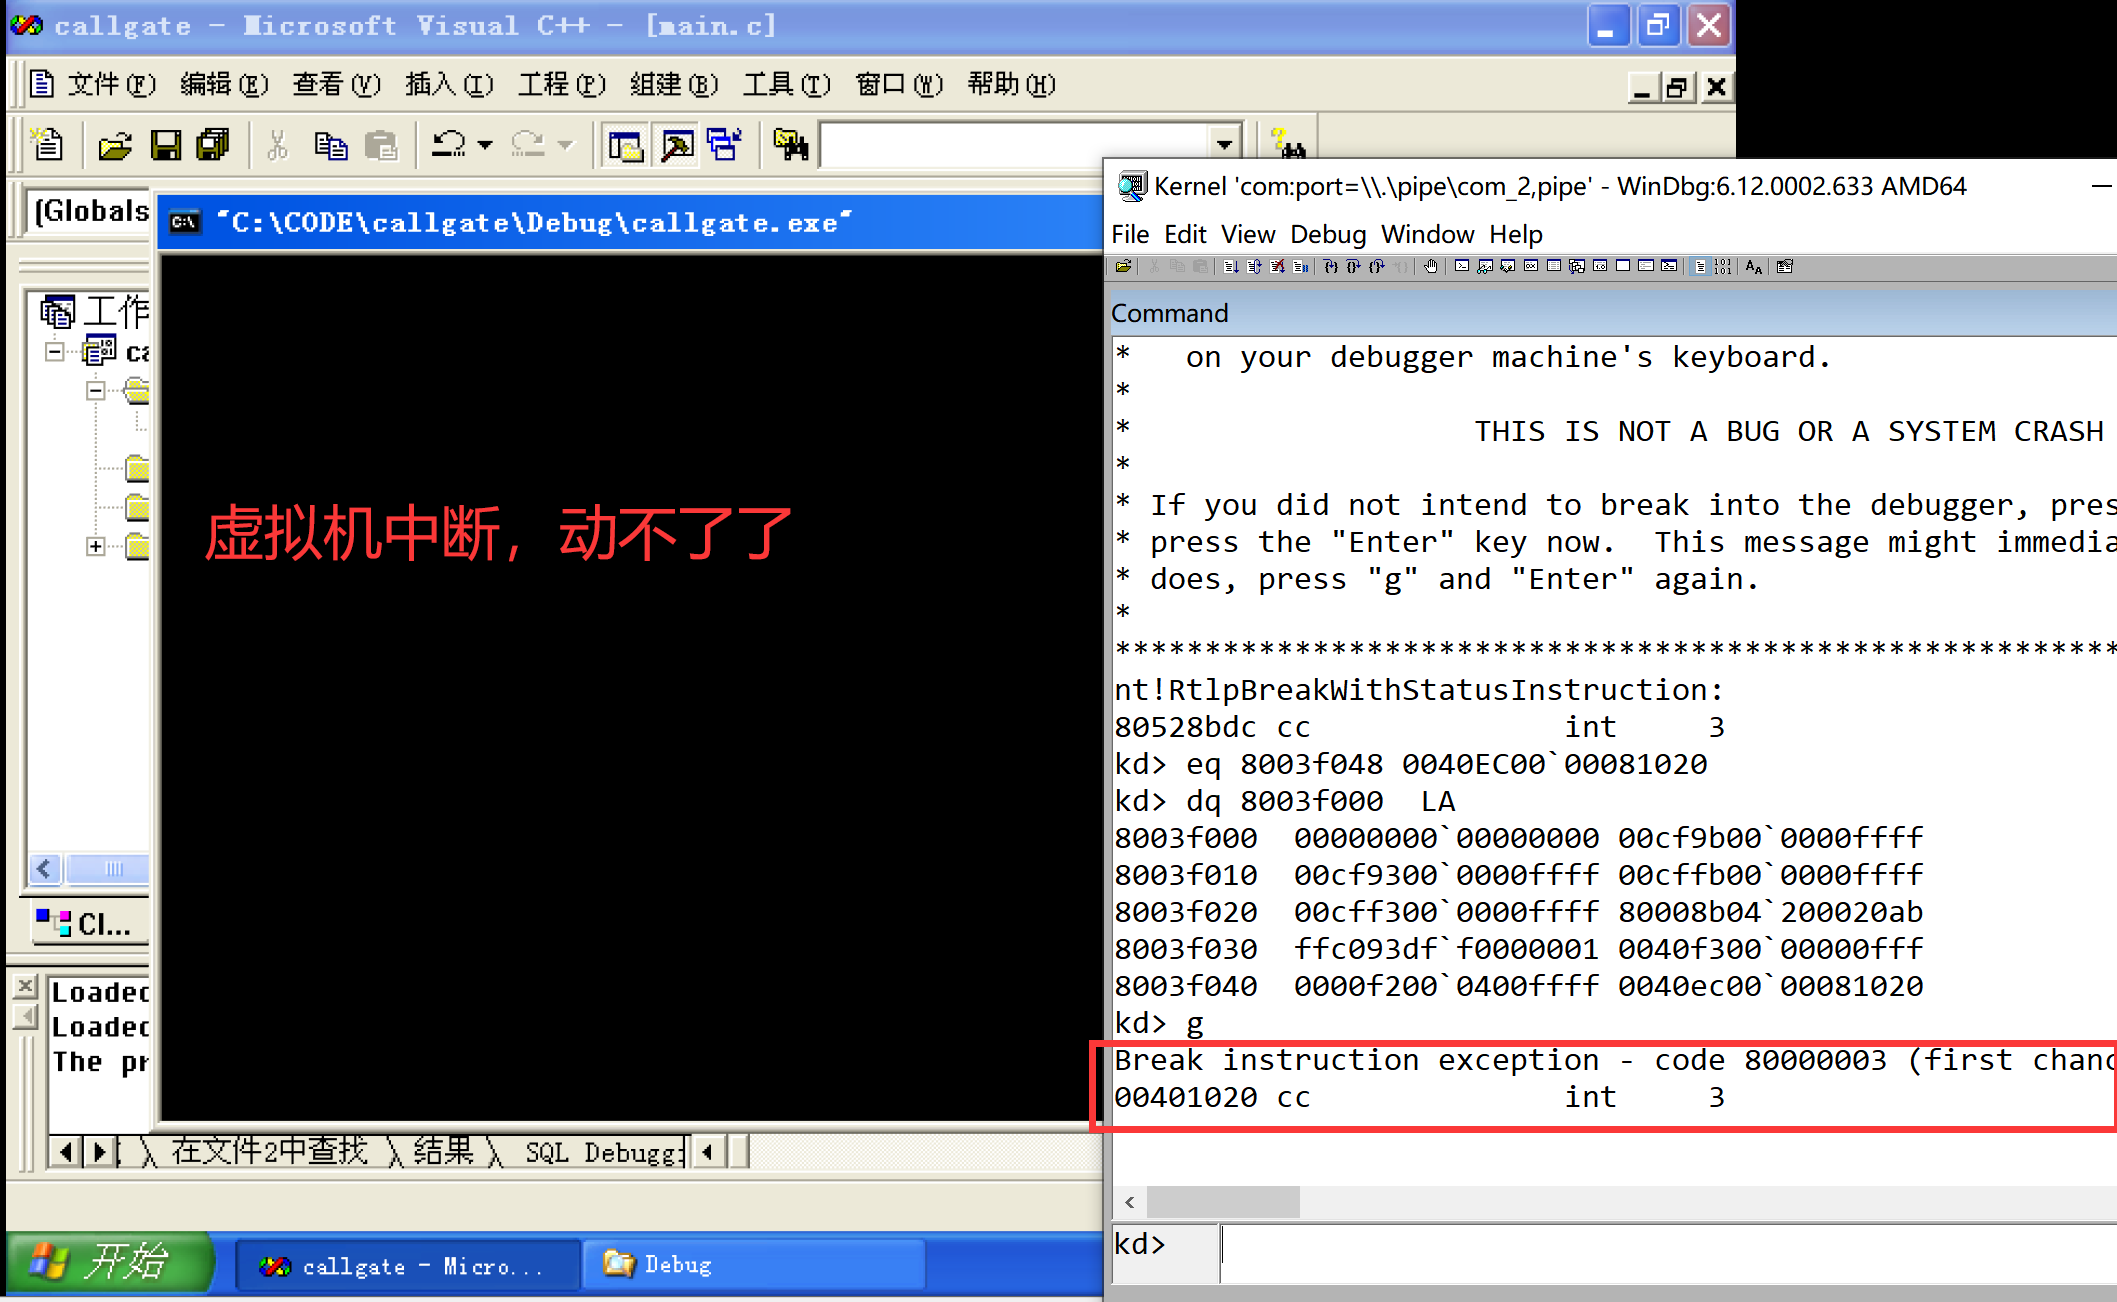 callgate - Microsoft Visual C++ - [main.c]
文件(F) 编辑(E) 查看(V) 插入(I) 工程(P) 组建(B) 工具(T) 窗口(W) 帮助(H)
(Globals
"C:\CODE\callgate\Debug\callgate.exe"
工作
ca
虚拟机中断，动不了了
Cl...
Loaded
Loaded
The pr
在文件2中查找 结果 SQL Debugg
开始 callgate - Micro... Debug
Kernel 'com:port=\\.\pipe\com_2,pipe' - WinDbg:6.12.0002.633 AMD64
File Edit View Debug Window Help
Command
*   on your debugger machine's keyboard.
*
*                   THIS IS NOT A BUG OR A SYSTEM CRASH
*
* If you did not intend to break into the debugger, pres
* press the "Enter" key now.  This message might immedia
* does, press "g" and "Enter" again.
*
********************************************************
nt!RtlpBreakWithStatusInstruction:
80528bdc cc              int     3
kd> eq 8003f048 0040EC00`00081020
kd> dq 8003f000  LA
8003f000  00000000`00000000 00cf9b00`0000ffff
8003f010  00cf9300`0000ffff 00cffb00`0000ffff
8003f020  00cff300`0000ffff 80008b04`200020ab
8003f030  ffc093df`f0000001 0040f300`00000fff
8003f040  0000f200`0400ffff 0040ec00`00081020
kd> g
Break instruction exception - code 80000003 (first chanc
00401020 cc              int     3
kd>